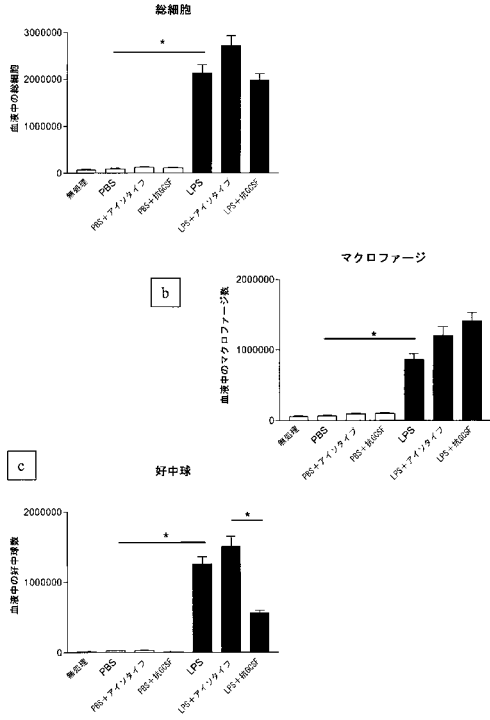 総細胞
血液中の総細胞
3000000
2000000
1000000
0
*
無処理
PBS
PBS+アイソタイプ
PBS+抗GCSF
LPS
LPS+アイソタイプ
LPS+抗GCSF
b
マクロファージ
血液中のマクロファージ数
2000000
1000000
0
*
無処理
PBS
PBS+アイソタイプ
PBS+抗GCSF
LPS
LPS+アイソタイプ
LPS+抗GCSF
c
好中球
血液中の好中球数
2000000
1000000
0
*
*
無処理
PBS
PBS+アイソタイプ
PBS+抗GCSF
LPS
LPS+アイソタイプ
LPS+抗GCSF